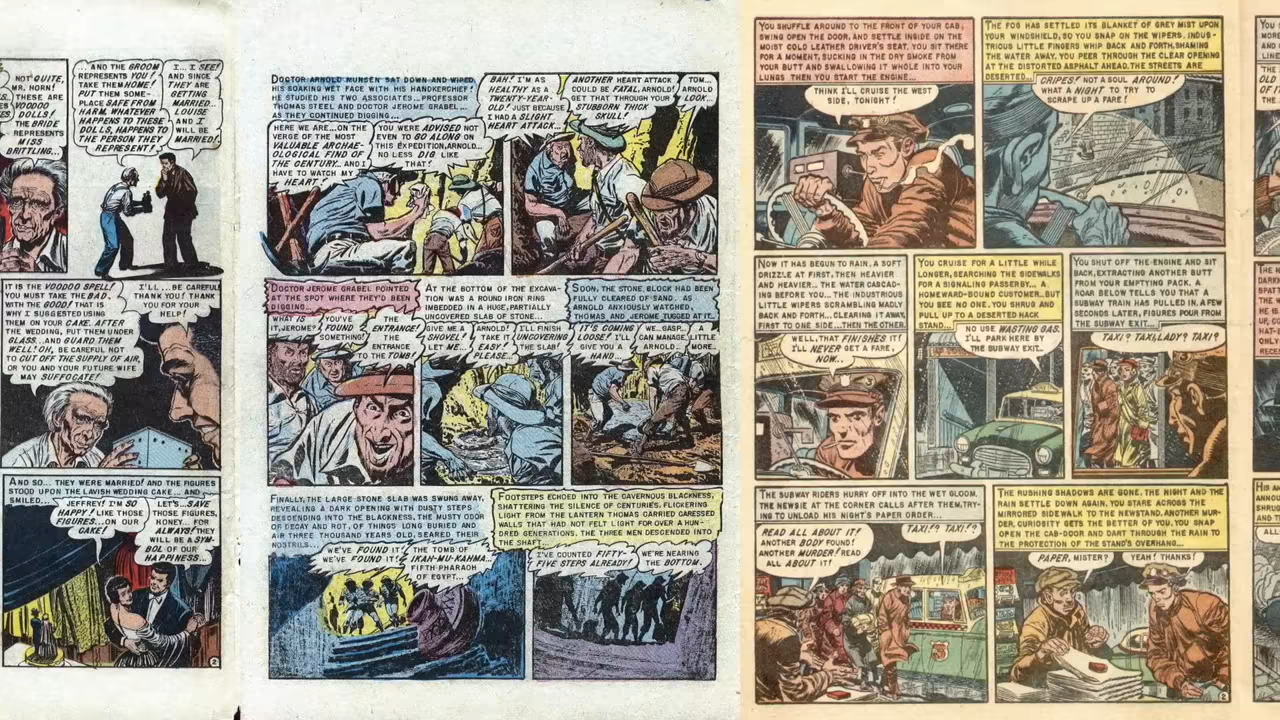 NOT QUITE,
MR. HORN!
THESE ARE
VOODOO
DOLLS!
THE BRIDE
REPRESENTS
MISS
BRITTLING...
AND THE GROOM
REPRESENTS YOU!
TAKE THEM HOME!
PUT THEM SOME-
PLACE SAFE FROM
HARM. WHATEVER
HAPPENS TO THESE
DOLLS, HAPPENS TO
THE PERSON THEY
REPRESENT!
I... I SEE!
AND SINCE
THEY ARE
GETTING
MARRIED...
LOUISE
AND I
WILL BE
MARRIED!
IT IS THE VOODOO SPELL!
YOU MUST TAKE THE BAD,
WITH THE GOOD! THAT IS
WHY I SUGGESTED USING
THEM ON YOUR CAKE. AFTER
THE WEDDING, PUT THEM UNDER
GLASS...AND GUARD THEM
WELL! OH, BE CAREFUL NOT
TO CUT OFF THE SUPPLY OF AIR,
OR YOU AND YOUR FUTURE WIFE
MAY SUFFOCATE!
I'LL... BE CAREFUL!
THANK YOU! THANK
YOU FOR YOUR
HELP!
AND SO... THEY WERE MARRIED! AND THE FIGURES
STOOD UPON THE LAVISH WEDDING CAKE... AND
SMILED...
JEFFREY! I'M SO
HAPPY! LIKE THOSE
FIGURES...ON OUR
CAKE!
LET'S...SAVE
THOSE FIGURES,
HONEY... FOR
ALWAYS! THEY
WILL BE A SYM-
BOL OF OUR
HAPPINESS...
2
DOCTOR ARNOLD MUNSEN SAT DOWN AND WIPED
HIS SOAKING WET FACE WITH HIS HANDKERCHIEF!
HE STUDIED HIS TWO ASSOCIATES... PROFESSOR
THOMAS STEEL AND DOCTOR JEROME GRABEL...
AS THEY CONTINUED DIGGING...
HERE WE ARE...ON THE
VERGE OF THE MOST
VALUABLE ARCHAE-
OLOGICAL FIND OF
THE CENTURY. AND I
HAVE TO WATCH MY
HEART!
YOU WERE ADVISED NOT
EVEN TO GO ALONG ON
THIS EXPEDITION, ARNOLD...
NO LESS DIG LIKE
THAT!
BAH! I'M AS
HEALTHY AS A
TWENTY-YEAR-
OLD! JUST BECAUSE
I HAD A SLIGHT
HEART ATTACK...
ANOTHER HEART ATTACK
COULD BE FATAL, ARNOLD!
GET THAT THROUGH YOUR
STUBBORN THICK
SKULL!
TOM...
ARNOLD
LOOK...
DOCTOR JEROME GRABEL POINTED
AT THE SPOT WHERE THEY'D BEEN
DIGGING...
WHAT IS
IT, JEROME?
YOU'VE
FOUND
SOMETHING!
THE
ENTRANCE!
THE
ENTRANCE
TO THE TOMB!
AT THE BOTTOM OF THE EXCAVA-
TION WAS A ROUND IRON RING
IMBEDDED IN A HUGE, PARTIALLY
UNCOVERED SLAB OF STONE...
GIVE ME A
SHOVEL!
LET ME...
ARNOLD!
TAKE IT
EASY!
PLEASE...
I'LL FINISH
UNCOVERING
THE SLAB!
SOON, THE STONE BLOCK HAD BEEN
FULLY CLEARED OF SAND. AS
ARNOLD ANXIOUSLY WATCHED,
THOMAS AND JEROME TUGGED AT IT...
IT'S COMING
LOOSE! I'LL
GIVE YOU A
HAND...
WE...GASP...
CAN MANAGE,
ARNOLD...
A
LITTLE
MORE.
FINALLY, THE LARGE STONE SLAB WAS SWUNG AWAY,
REVEALING A DARK OPENING WITH DUSTY STEPS
DESCENDING INTO THE BLACKNESS. THE MUSTY ODOR
OF DECAY AND ROT, OF THINGS LONG BURIED AND
AIR THREE THOUSAND YEARS OLD, SEARED THEIR
NOSTRILS...
WE'VE FOUND IT!
WE'VE FOUND IT!
THE TOMB OF
IKAH-MU-KAHMA...
FIFTH PHARAOH
OF EGYPT...
FOOTSTEPS ECHOED INTO THE CAVERNOUS BLACKNESS,
SHATTERING THE SILENCE OF CENTURIES. FLICKERING
LIGHT FROM THE LANTERN THOMAS CARRIED CARESSED
WALLS THAT HAD NOT FELT LIGHT FOR OVER A HUN-
DRED GENERATIONS. THE THREE MEN DESCENDED INTO
THE SHAFT...
I'VE COUNTED FIFTY-
FIVE STEPS ALREADY!
WE'RE NEARING
THE BOTTOM.
YOU SHUFFLE AROUND TO THE FRONT OF YOUR CAB,
SWING OPEN THE DOOR, AND SETTLE INSIDE ON THE
MOIST COLD LEATHER DRIVER'S SEAT. YOU SIT THERE
FOR A MOMENT, SUCKING IN THE DRY SMOKE FROM
YOUR BUTT AND SWALLOWING IT WHOLE INTO YOUR
LUNGS THEN YOU START THE ENGINE...
THINK I'LL CRUISE THE WEST
SIDE, TONIGHT!
THE FOG HAS SETTLED ITS BLANKET OF GREY MIST UPON
YOUR WINDSHIELD, SO YOU SNAP ON THE WIPERS. INDUS-
TRIOUS LITTLE FINGERS WHIP BACK AND FORTH, SHAMING
THE WATER AWAY. YOU PEER THROUGH THE CLEAR OPENING
AT THE DISTORTED ASPHALT AHEAD. THE STREETS ARE
DESERTED...
CRIPES! NOT A SOUL AROUND!
WHAT A NIGHT TO TRY TO
SCRAPE UP A FARE!
NOW IT HAS BEGUN TO RAIN, A SOFT
DRIZZLE AT FIRST, THEN HEAVIER
AND HEAVIER... THE WATER CASCAD-
ING BEFORE YOU... THE INDUSTRIOUS
LITTLE WIPERS SCRAMBLING MADLY
BACK AND FORTH... CLEARING IT AWAY,
FIRST TO ONE SIDE...THEN THE OTHER.
WELL, THAT FINISHES IT!
I'LL NEVER GET A FARE,
NOW...
YOU CRUISE FOR A LITTLE WHILE
LONGER, SEARCHING THE SIDEWALKS
FOR A SIGNALING PASSERBY... A
HOMEWARD-BOUND CUSTOMER... BUT
YOU SEE NO ONE. YOU SHRUG AND
PULL UP TO A DESERTED HACK
STAND...
NO USE WASTING GAS.
I'LL PARK HERE BY
THE SUBWAY EXIT...
YOU SHUT OFF THE ENGINE AND SIT
BACK, EXTRACTING ANOTHER BUTT
FROM YOUR EMPTYING PACK. A
ROAR BELOW TELLS YOU THAT A
SUBWAY TRAIN HAS PULLED IN. A FEW
SECONDS LATER, FIGURES POUR FROM
THE SUBWAY EXIT...
TAXI? TAXI, LADY? TAXI?
THE SUBWAY RIDERS HURRY OFF INTO THE WET GLOOM.
THE NEWSIE AT THE CORNER CALLS AFTER THEM, TRY-
ING TO UNLOAD HIS NIGHT'S PAPER ORDER...
READ ALL ABOUT IT!
ANOTHER BODY FOUND!
ANOTHER MURDER! READ
ALL ABOUT IT!
TAXI!? TAXI!?
3
THE RUSHING SHADOWS ARE GONE. THE NIGHT AND THE
RAIN SETTLE DOWN AGAIN. YOU STARE ACROSS THE
MIRRORED SIDEWALK TO THE NEWSTAND. ANOTHER MUR-
DER. CURIOSITY GETS THE BETTER OF YOU. YOU SNAP
OPEN THE CAB-DOOR AND DART THROUGH THE RAIN TO
THE PROTECTION OF THE STAND'S OVERHANG...
PAPER, MISTER?
YEAH! THANKS!
2